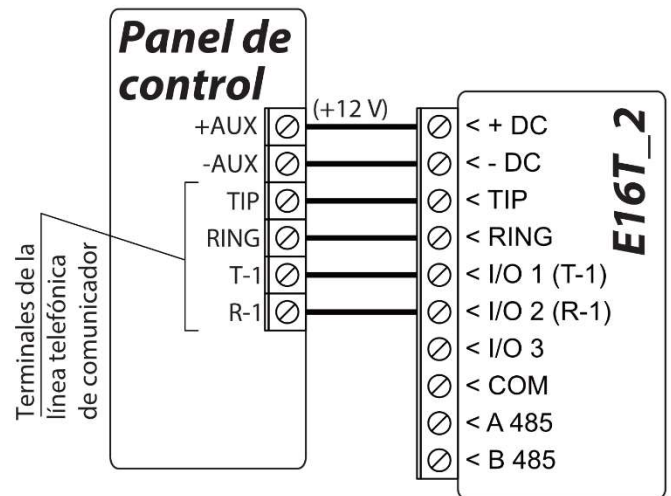 Panel de
control
+AUX
-AUX
TIP
RING
T-1
R-1
(+12 V)
Terminales de la
línea telefónica
de comunicador
< + DC
< - DC
< TIP
< RING
< I/O 1 (T-1)
< I/O 2 (R-1)
< I/O 3
< COM
< A 485
< B 485
E16T_2